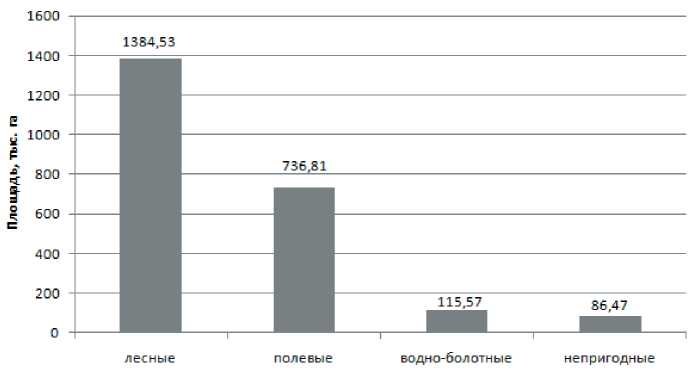 1600
1400
1200
1000
800
600
400
200
0
Площадь, тыс. га
1384,53
736,81
115,57
86,47
лесные
полевые
водно-болотные
непригодные